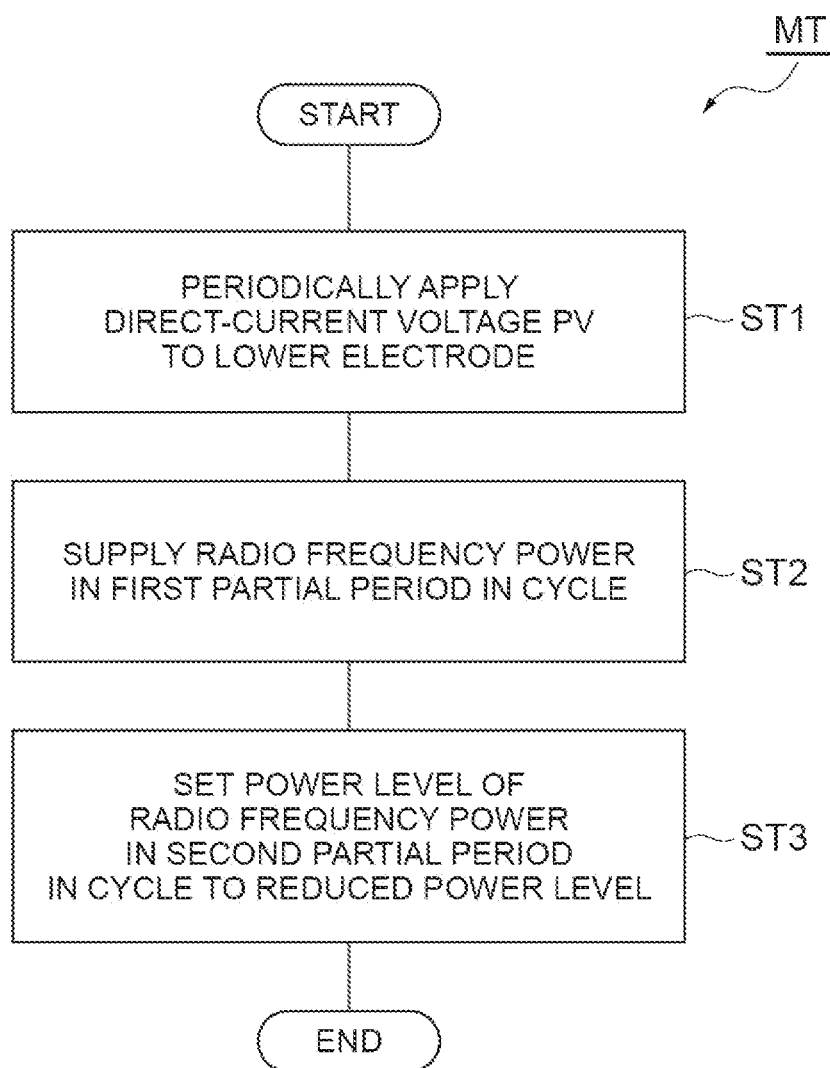 MT
START
PERIODICALLY APPLY
DIRECT-CURRENT VOLTAGE PV
TO LOWER ELECTRODE
ST1
SUPPLY RADIO FREQUENCY POWER
IN FIRST PARTIAL PERIOD IN CYCLE
ST2
SET POWER LEVEL OF
RADIO FREQUENCY POWER
IN SECOND PARTIAL PERIOD
IN CYCLE TO REDUCED POWER LEVEL
ST3
END